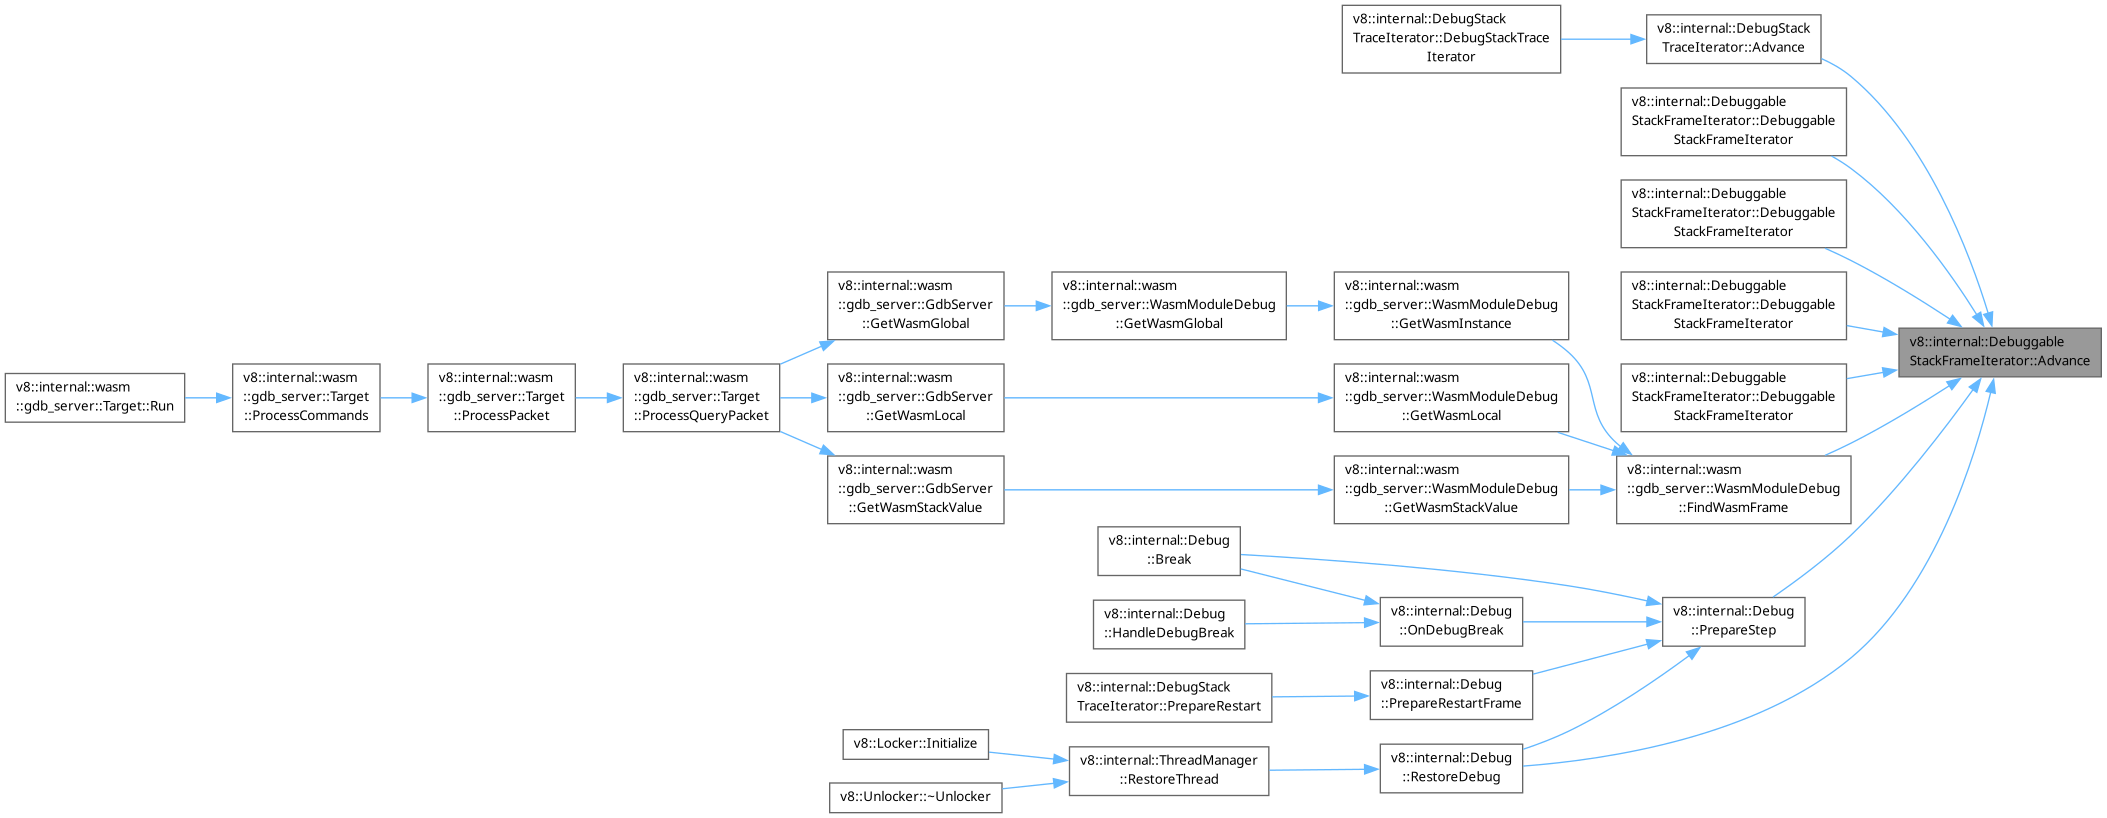 v8::internal::DebugStack
TraceIterator::DebugStackTrace
Iterator
v8::internal::DebugStack
TraceIterator::Advance
v8::internal::Debuggable
StackFrameIterator::Debuggable
StackFrameIterator
v8::internal::Debuggable
StackFrameIterator::Debuggable
StackFrameIterator
v8::internal::wasm
::gdb_server::GdbServer
::GetWasmGlobal
v8::internal::wasm
::gdb_server::WasmModuleDebug
::GetWasmGlobal
v8::internal::wasm
::gdb_server::WasmModuleDebug
::GetWasmInstance
v8::internal::Debuggable
StackFrameIterator::Debuggable
StackFrameIterator
v8::internal::Debuggable
StackFrameIterator::Advance
v8::internal::wasm
::gdb_server::Target::Run
v8::internal::wasm
::gdb_server::Target
::ProcessCommands
v8::internal::wasm
::gdb_server::Target
::ProcessPacket
v8::internal::wasm
::gdb_server::Target
::ProcessQueryPacket
v8::internal::wasm
::gdb_server::GdbServer
::GetWasmLocal
v8::internal::wasm
::gdb_server::WasmModuleDebug
::GetWasmLocal
v8::internal::Debuggable
StackFrameIterator::Debuggable
StackFrameIterator
v8::internal::wasm
::gdb_server::GdbServer
::GetWasmStackValue
v8::internal::wasm
::gdb_server::WasmModuleDebug
::GetWasmStackValue
v8::internal::wasm
::gdb_server::WasmModuleDebug
::FindWasmFrame
v8::internal::Debug
::Break
v8::internal::Debug
::HandleDebugBreak
v8::internal::Debug
::OnDebugBreak
v8::internal::Debug
::PrepareStep
v8::internal::DebugStack
TraceIterator::PrepareRestart
v8::internal::Debug
::PrepareRestartFrame
v8::Locker::Initialize
v8::Unlocker::~Unlocker
v8::internal::ThreadManager
::RestoreThread
v8::internal::Debug
::RestoreDebug